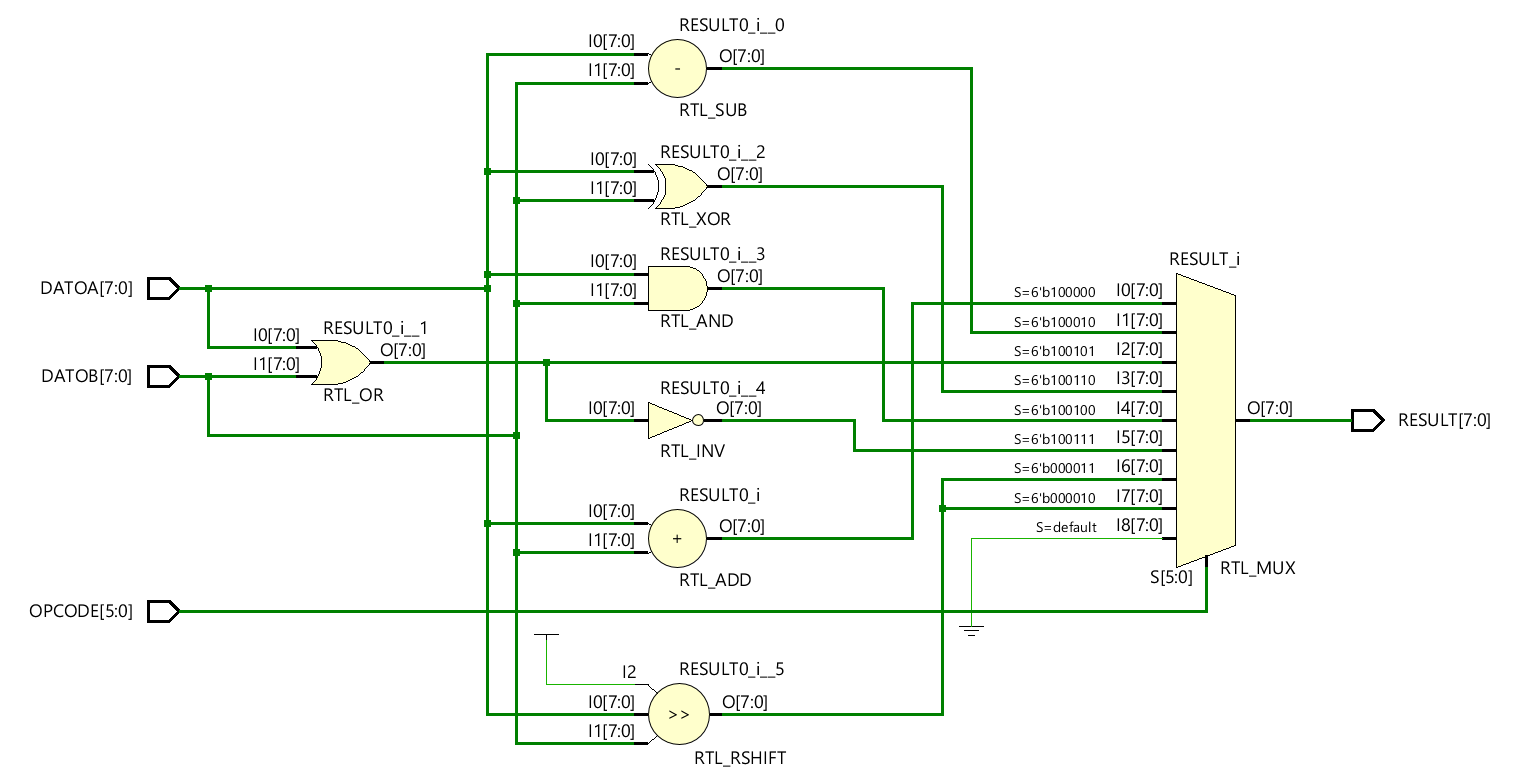 RESULT0_i__0
I0[7:0]
I1[7:0]
-
O[7:0]
RTL_SUB
RESULT0_i__2
I0[7:0]
I1[7:0]
O[7:0]
RTL_XOR
RESULT0_i__3
I0[7:0]
I1[7:0]
O[7:0]
RTL_AND
DATOA[7:0]
DATOB[7:0]
RESULT0_i__1
I0[7:0]
I1[7:0]
O[7:0]
RTL_OR
RESULT0_i__4
I0[7:0]
O[7:0]
RTL_INV
RESULT0_i
I0[7:0]
I1[7:0]
+
O[7:0]
RTL_ADD
OPCODE[5:0]
RESULT0_i__5
I2
I0[7:0]
I1[7:0]
>>
O[7:0]
RTL_RSHIFT
RESULT_i
S=6'b100000 I0[7:0]
S=6'b100010 I1[7:0]
S=6'b100101 I2[7:0]
S=6'b100110 I3[7:0]
S=6'b100100 I4[7:0]
S=6'b100111 I5[7:0]
S=6'b000011 I6[7:0]
S=6'b000010 I7[7:0]
S=default I8[7:0]
S[5:0]
RTL_MUX
O[7:0]
RESULT[7:0]